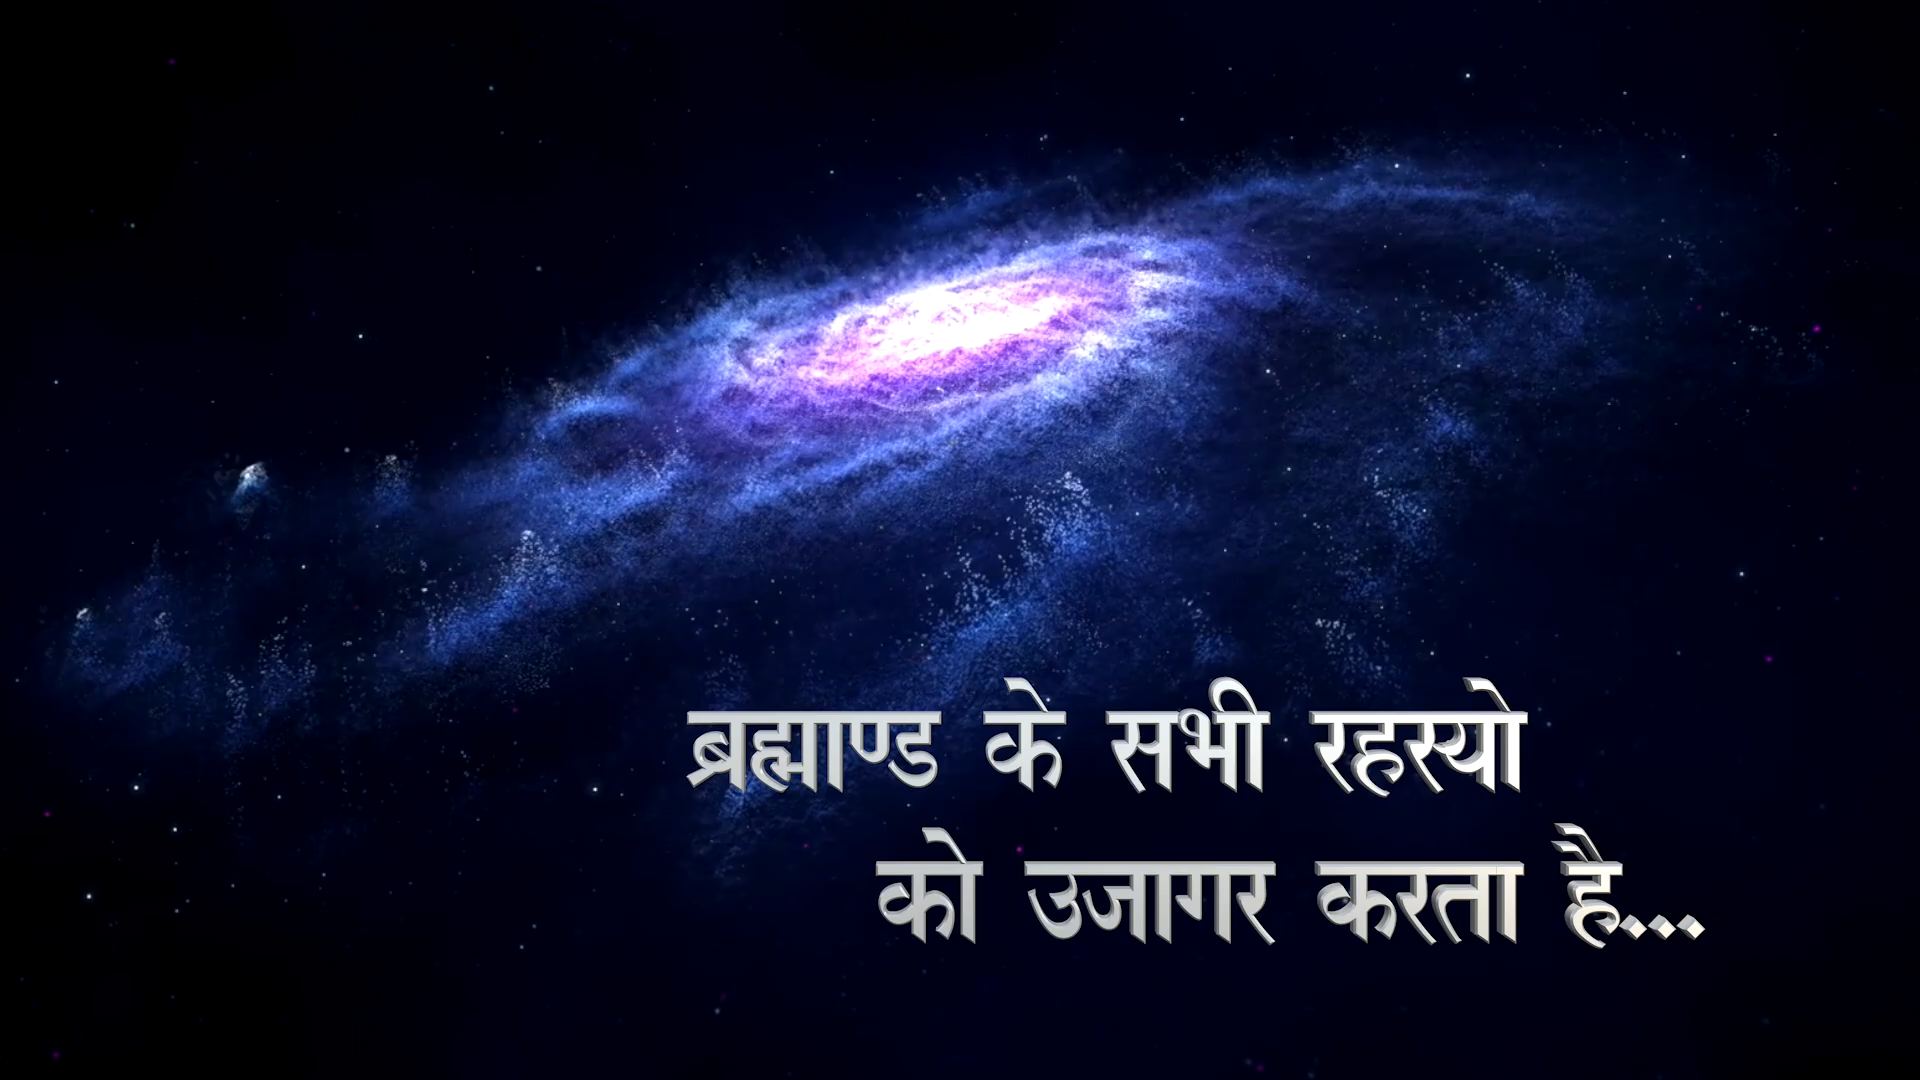 ब्रह्माण्ड के सभी रहस्यो
को उजागर करता है...